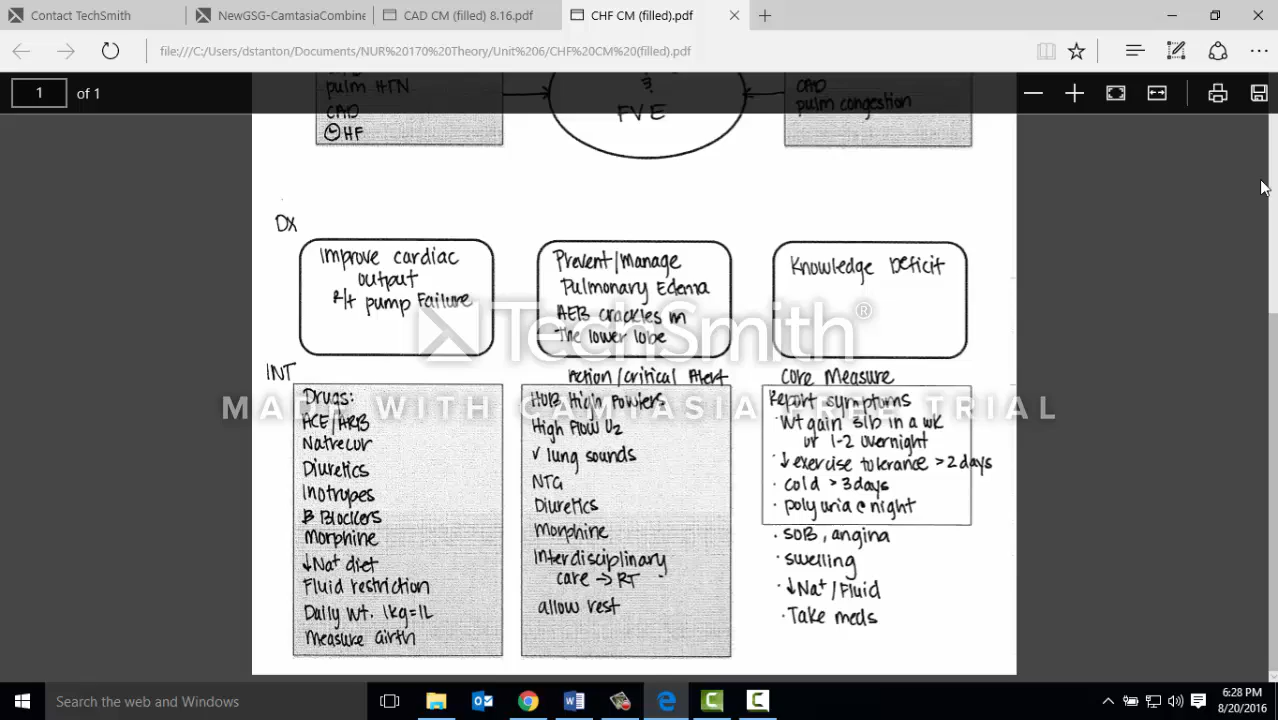 Contact TechSmith
NewGSG-CamtasiaCombine
CAD CM (filled) 8.16.pdf
CHF CM (filled).pdf
file:///C:/Users/dstanton/Documents/NUR%20170%20Theory/Unit%206/CHF%20CM%20(filled).pdf
1 of 1
pulm HTN
CAD
HF
&
FVE
CAD
pulm congestion
DX
Improve cardiac
output
r/t pump Failure
Prevent/Manage
Pulmonary Edema
AEB crackles in
the lower lobe
Knowledge Deficit
TechSmith®
MADE WITH CAMTASIA FREE TRIAL
INT
Drugs:
ACE/ARB
Natrecor
Diuretics
Inotropes
B Blockers
Morphine
↓Na+ diet
Fluid restriction
Daily Wt. 1kg=1L
measure girth
Action/Critical Alert
HOB High Fowlers
High Flow O2
✓ lung sounds
NTG
Diuretics
Morphine
Interdisciplinary
care → RT
allow rest
Core Measure
Report symptoms
· Wt gain 3lb in a wk
or 1-2 overnight
· ↓ exercise tolerance >2 days
· cold >3 days
· polyuria @ night
· SOB, angina
· swelling
· ↓Na+/Fluid
· Take meds
Search the web and Windows
6:28 PM
8/20/2016